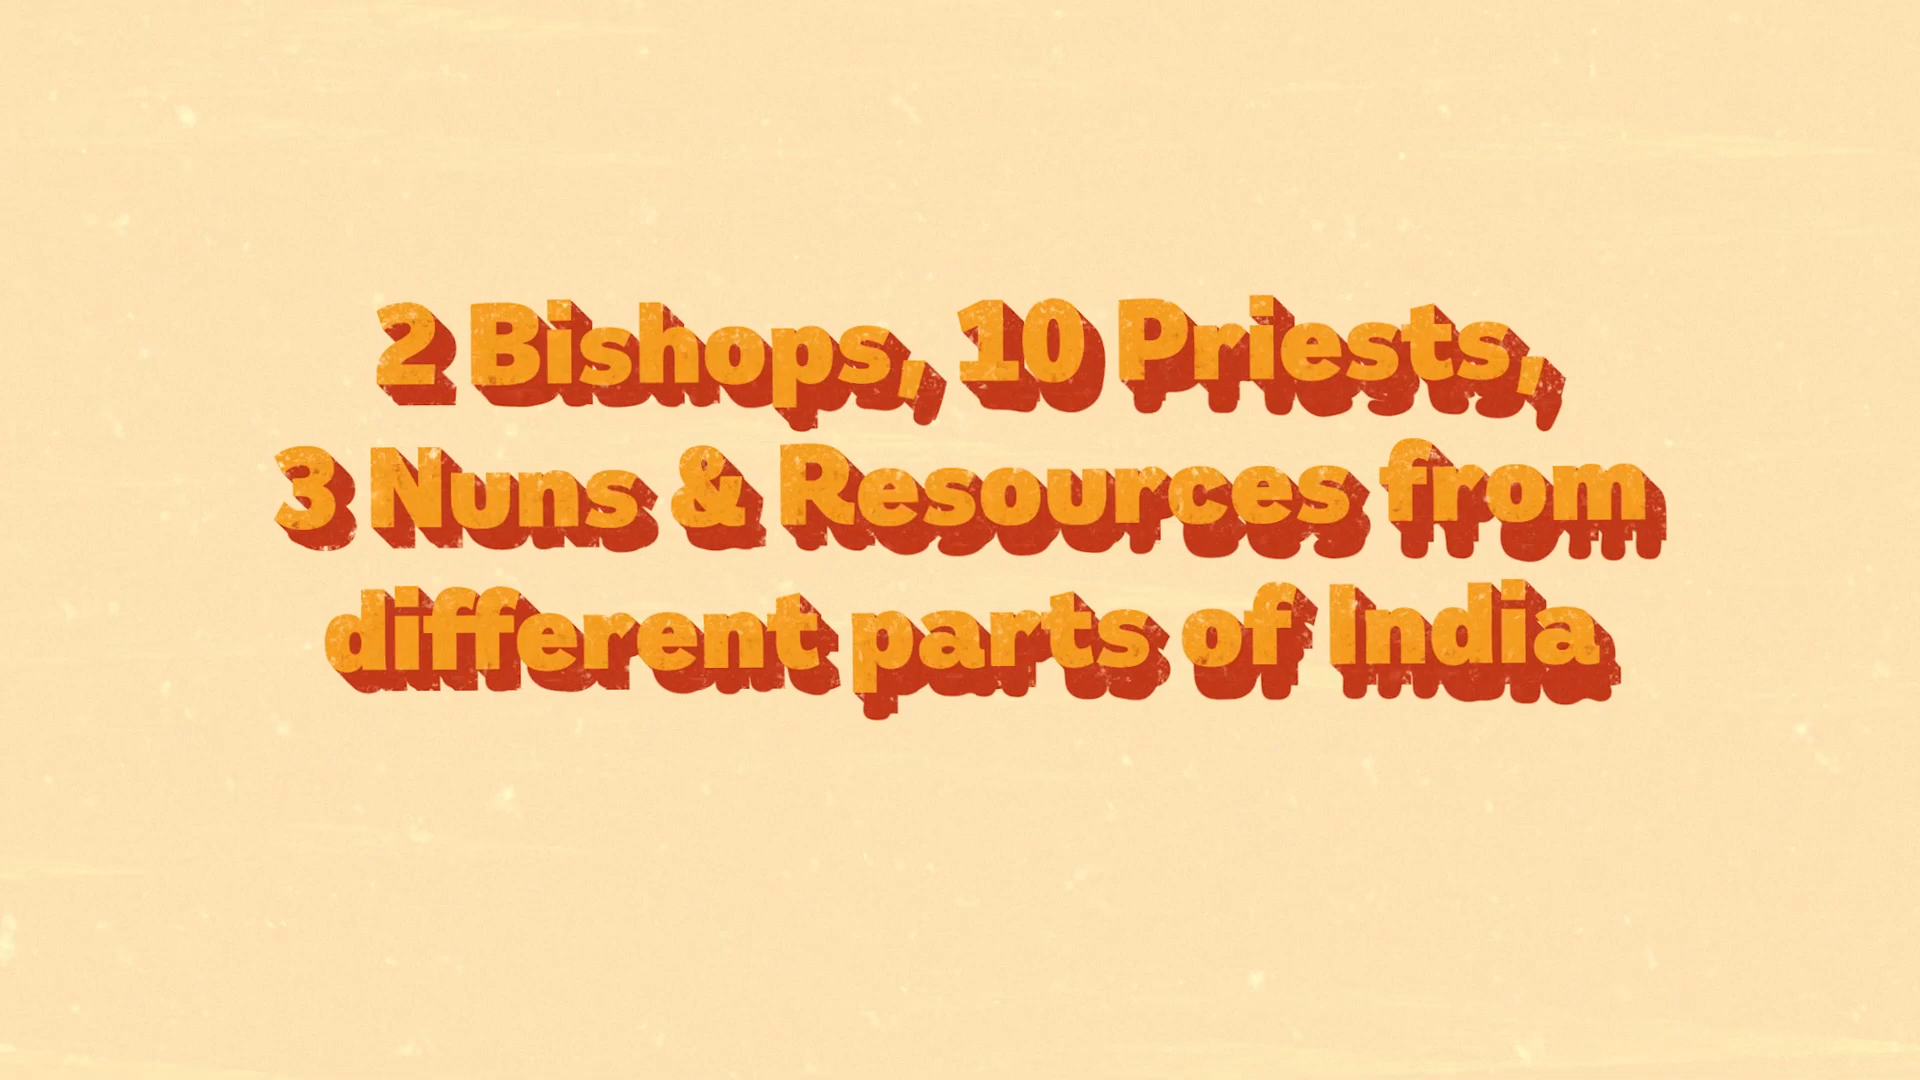 2 Bishops, 10 Priests,
3 Nuns & Resources from
different parts of India